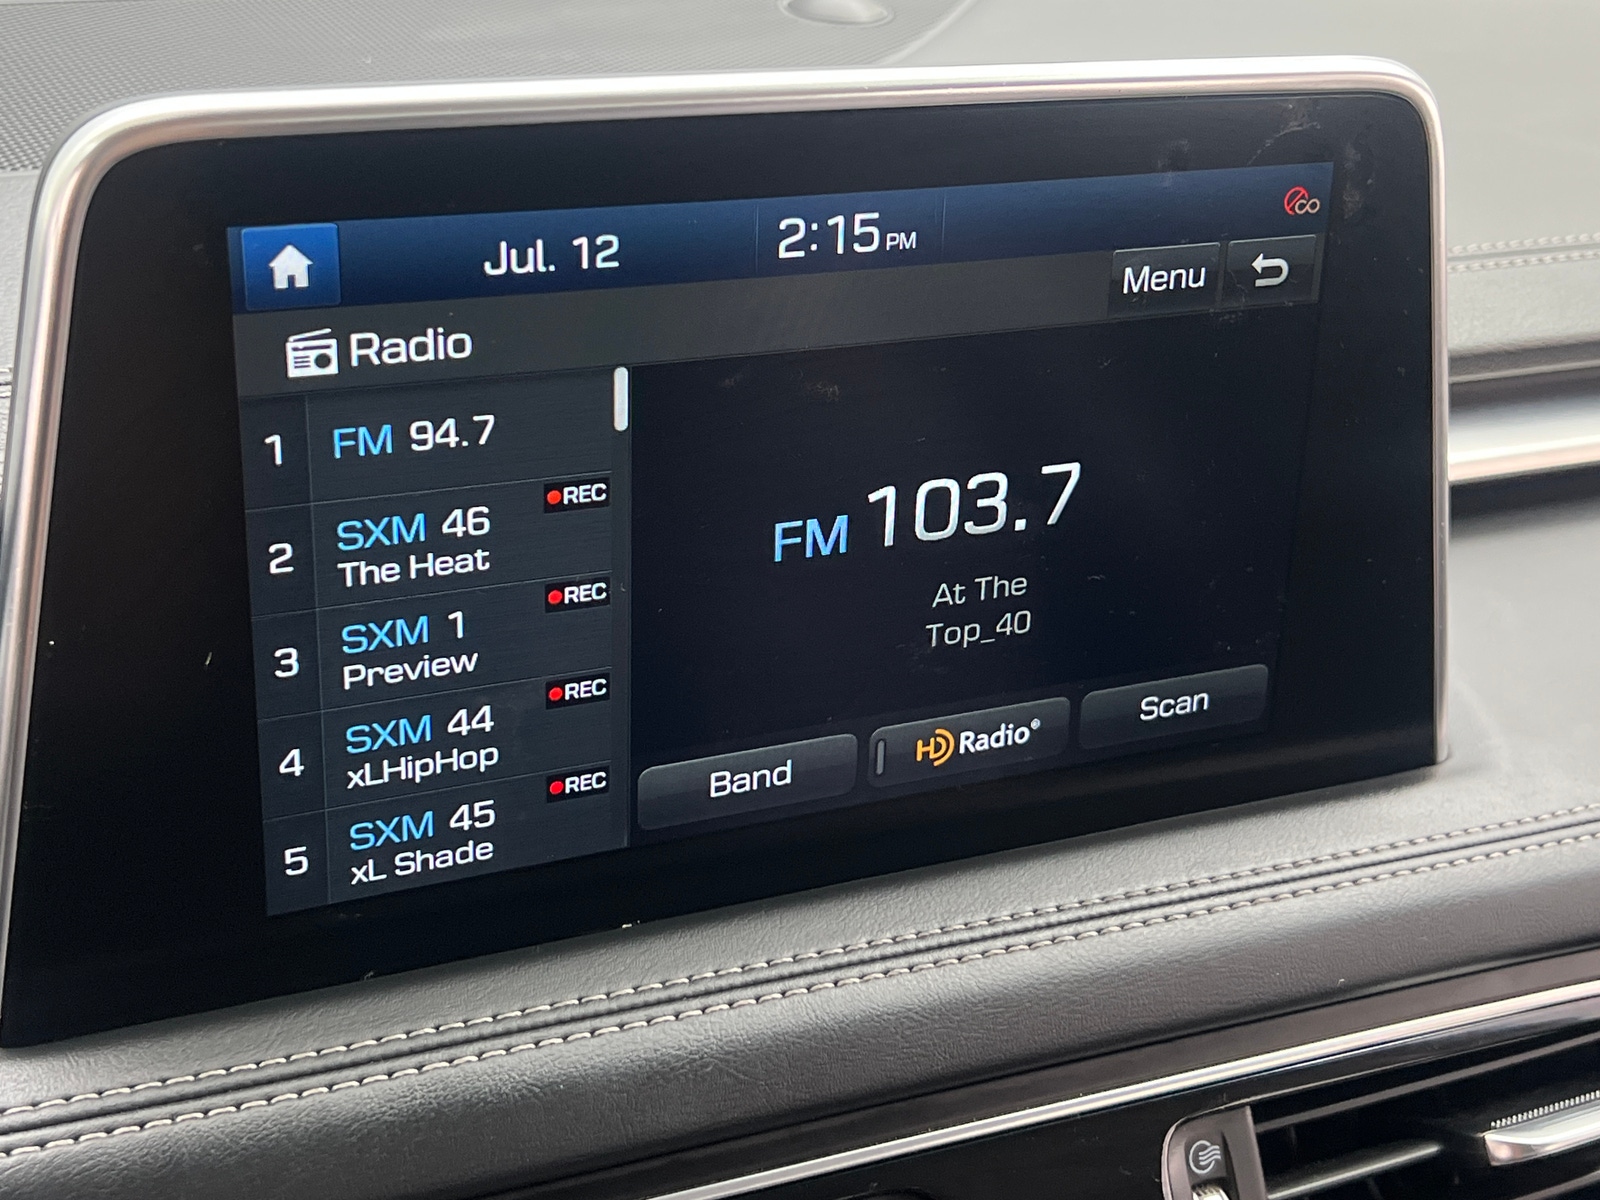 Jul. 12
2:15 PM
Menu
Radio
1 FM 94.7
REC
2 SXM 46
The Heat
REC
3 SXM 1
Preview
REC
4 SXM 44
xLHipHop
REC
5 SXM 45
xL Shade
FM 103.7
At The
Top_40
Band
HD Radio®
Scan